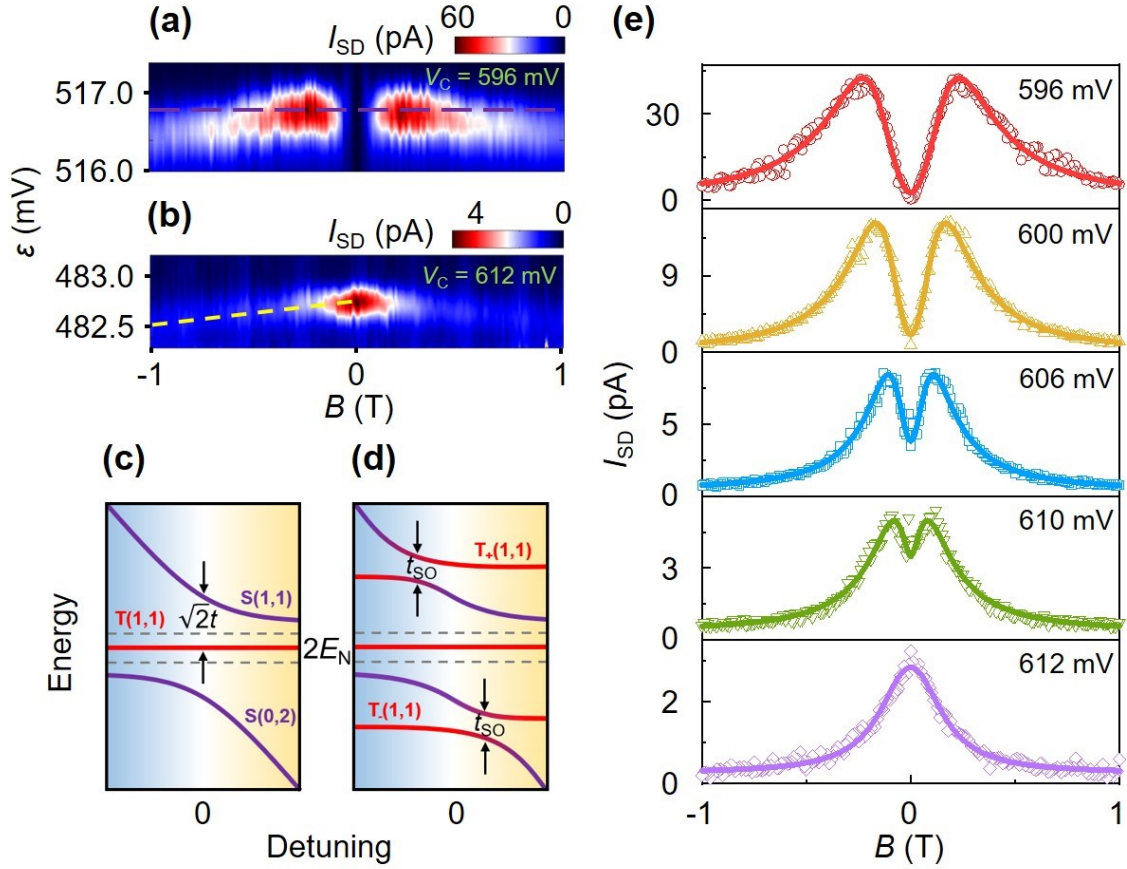 (a)
I_SD (pA)
60 0
V_C = 596 mV
517.0
516.0
ε (mV)
(b)
I_SD (pA)
4 0
V_C = 612 mV
483.0
482.5
-1 0 1
B (T)
(c)
S(1,1)
T(1,1)
√2t
S(0,2)
2E_N
Energy
0
(d)
T_+(1,1)
t_SO
T_-(1,1)
t_SO
0
Detuning
(e)
596 mV
30
0
600 mV
9
0
606 mV
5
0
610 mV
3
0
612 mV
2
0
I_SD (pA)
-1 0 1
B (T)